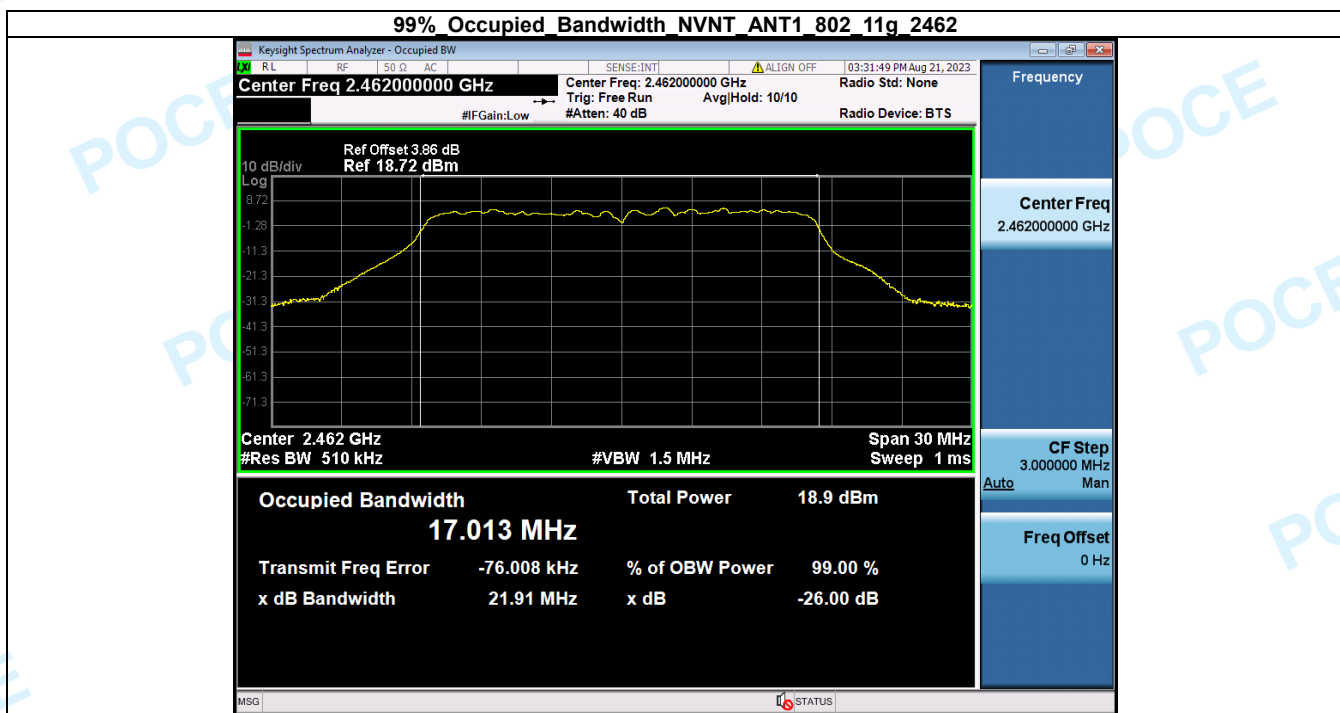 99%_Occupied_Bandwidth_NVNT_ANT1_802_11g_2462
Keysight Spectrum Analyzer - Occupied BW
LXI RL RF 50 Ω AC SENSE:INT ALIGN OFF 03:31:49 PM Aug 21, 2023
Center Freq 2.462000000 GHz
Center Freq: 2.462000000 GHz
Radio Std: None
Trig: Free Run Avg|Hold: 10/10
#IFGain:Low #Atten: 40 dB Radio Device: BTS
Ref Offset 3.86 dB
10 dB/div Ref 18.72 dBm
Log
8.72
-1.28
-11.3
-21.3
-31.3
-41.3
-51.3
-61.3
-71.3
Center 2.462 GHz Span 30 MHz
#Res BW 510 kHz #VBW 1.5 MHz Sweep 1 ms
Occupied Bandwidth Total Power 18.9 dBm
17.013 MHz
Transmit Freq Error -76.008 kHz % of OBW Power 99.00 %
x dB Bandwidth 21.91 MHz x dB -26.00 dB
MSG STATUS
Frequency
Center Freq
2.462000000 GHz
CF Step
3.000000 MHz
Auto Man
Freq Offset
0 Hz
POCE
POCE
POCE